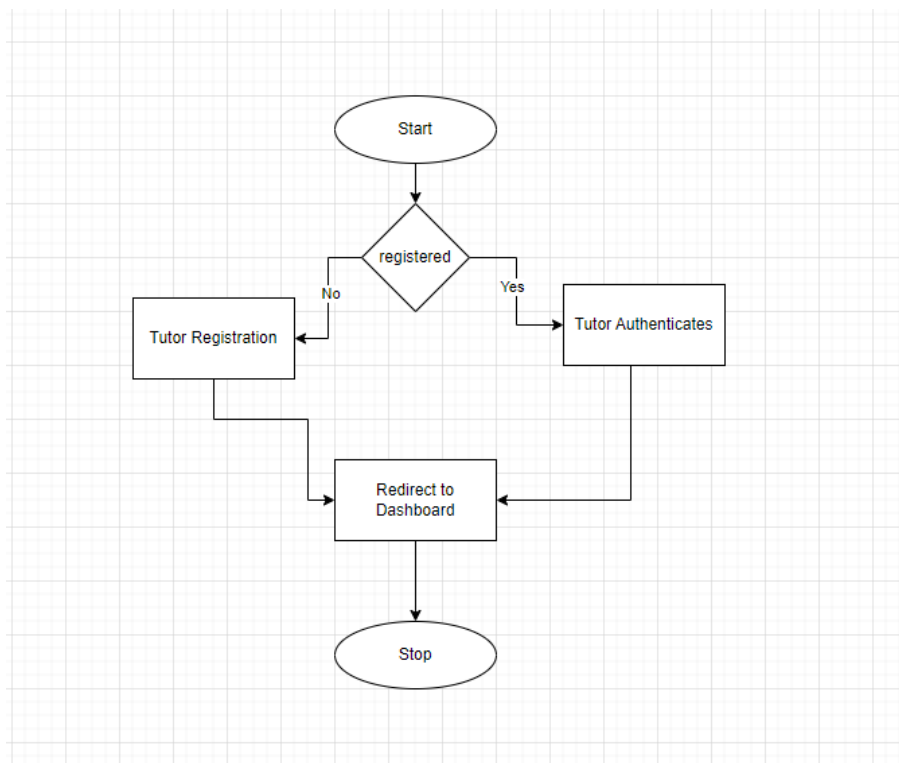 Start
registered
No
Yes
Tutor Registration
Tutor Authenticates
Redirect to
Dashboard
Stop